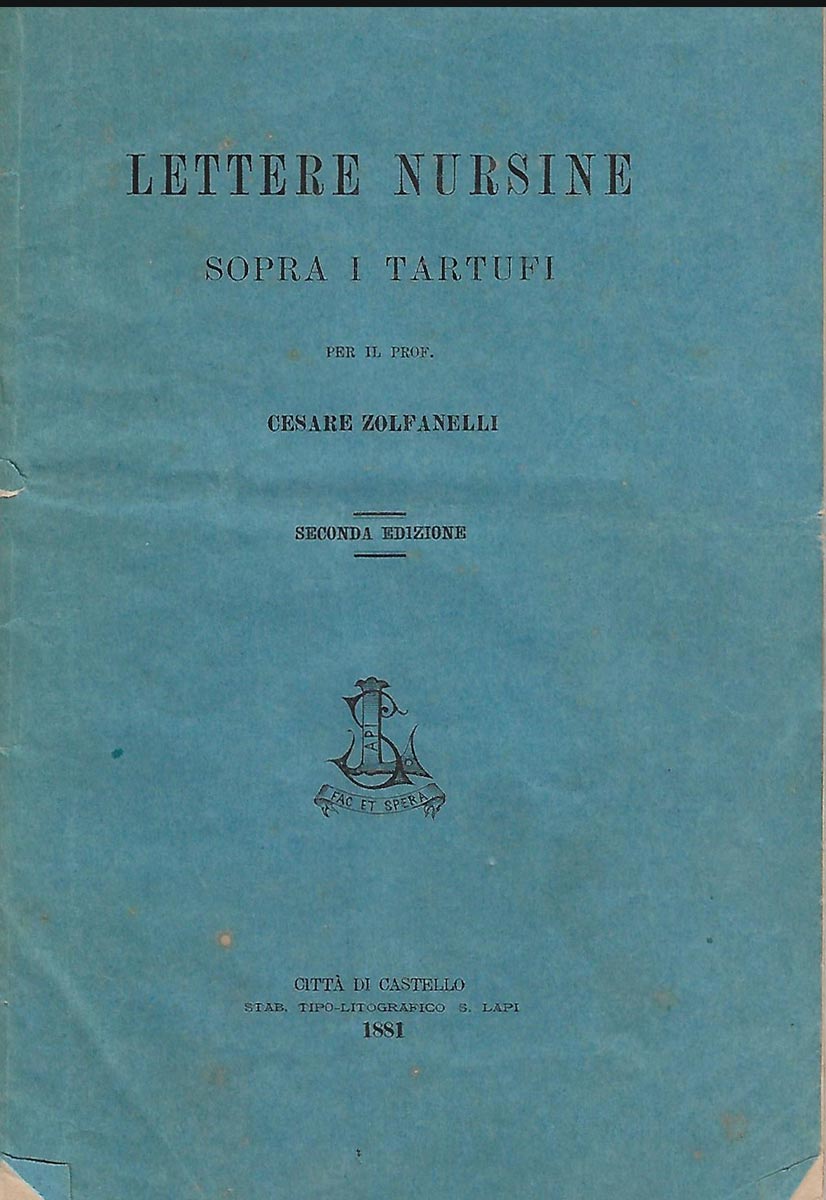 LETTERE NURSINE
SOPRA I TARTUFI
PER IL PROF.
CESARE ZOLFANELLI
SECONDA EDIZIONE
LAPI
FAC ET SPERA
CITTÀ DI CASTELLO
STAB. TIPO-LITOGRAFICO S. LAPI
1881